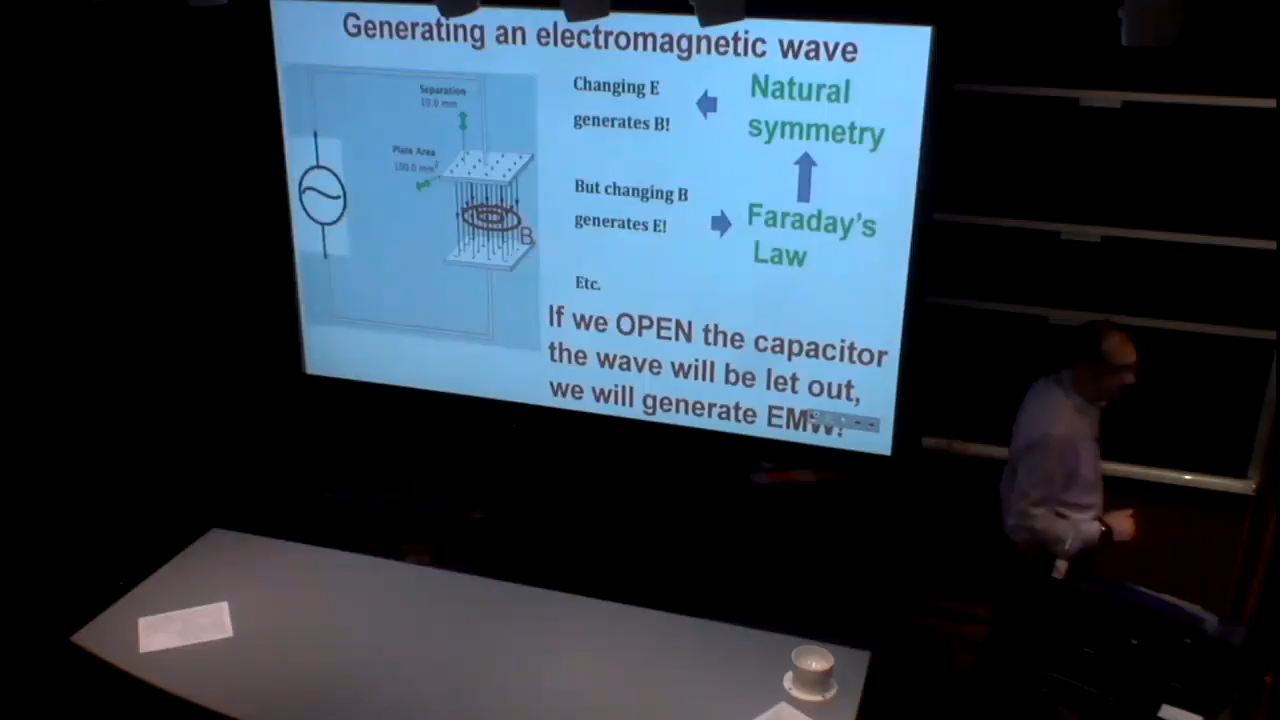 Generating an electromagnetic wave
Separation
10.0 mm
Plate Area
100.0 mm²
B
Changing E
generates B!
Natural
symmetry
But changing B
generates E!
Faraday's
Law
Etc.
If we OPEN the capacitor
the wave will be let out,
we will generate EMW!